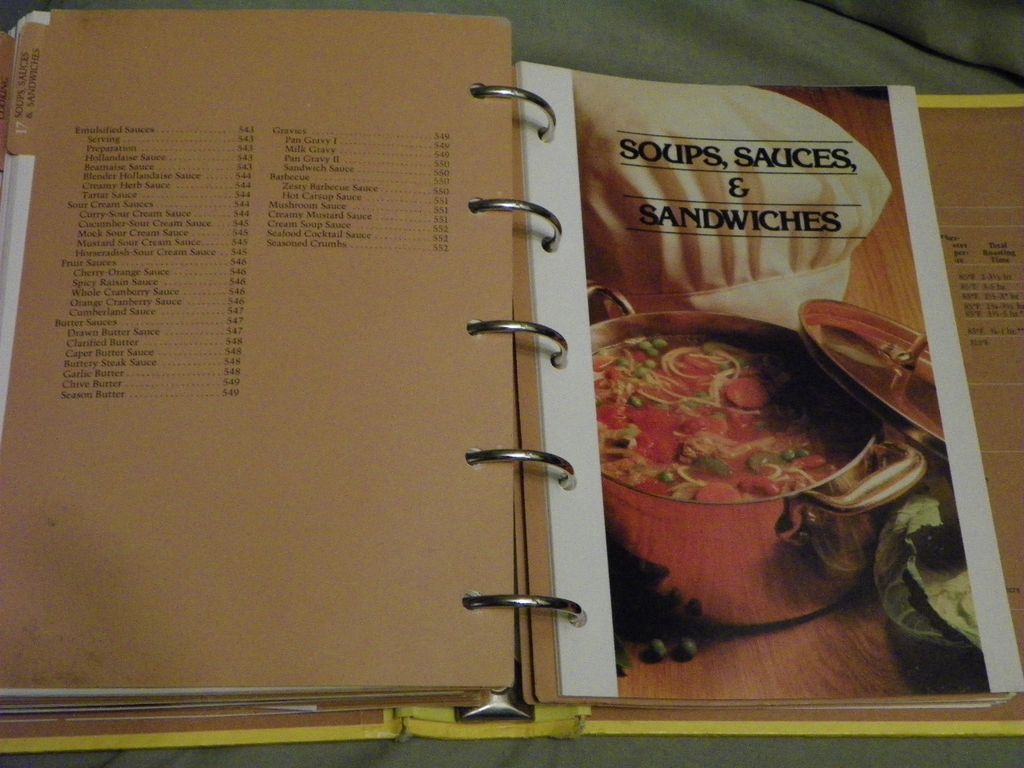 17 SOUPS, SAUCES
& SANDWICHES
Emulsified Sauces 543
Serving 543
Preparation 543
Hollandaise Sauce 543
Bearnaise Sauce 543
Blender Hollandaise Sauce 544
Creamy Herb Sauce 544
Tartar Sauce 544
Sour Cream Sauces 544
Curry-Sour Cream Sauce 544
Cucumber-Sour Cream Sauce 545
Mock Sour Cream Sauce 545
Mustard Sour Cream Sauce 545
Horseradish-Sour Cream Sauce 545
Fruit Sauces 546
Cherry-Orange Sauce 546
Spicy Raisin Sauce 546
Whole Cranberry Sauce 546
Orange Cranberry Sauce 546
Cumberland Sauce 547
Butter Sauces 547
Drawn Butter Sauce 547
Clarified Butter 548
Caper Butter Sauce 548
Buttery Steak Sauce 548
Garlic Butter 548
Chive Butter 549
Season Butter 549
Gravies 549
Pan Gravy I 549
Milk Gravy 549
Pan Gravy II 550
Sandwich Sauce 550
Barbecue 550
Zesty Barbecue Sauce 550
Hot Catsup Sauce 551
Mushroom Sauce 551
Creamy Mustard Sauce 551
Cream Soup Sauce 552
Seafood Cocktail Sauce 552
Seasoned Crumbs 552
SOUPS, SAUCES,
&
SANDWICHES
Total
Roasting
Time